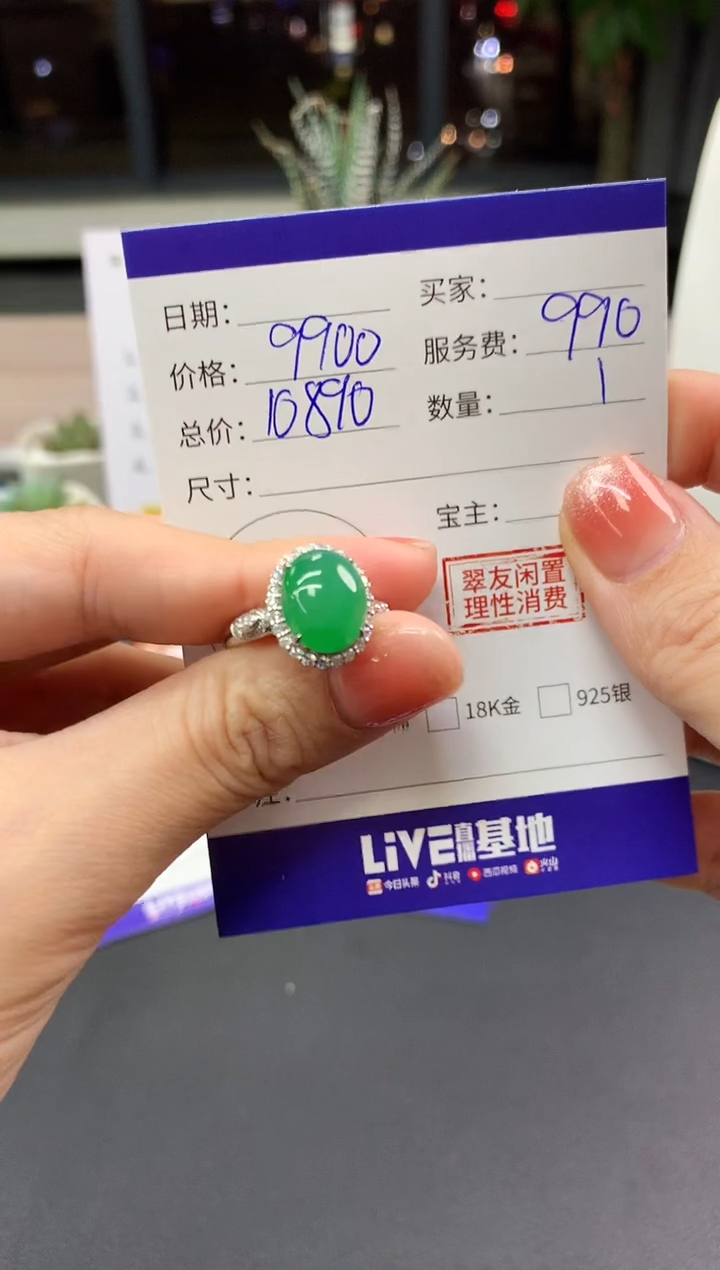 日期：
买家：
价格：9900
服务费：990
总价：10890
数量：1
尺寸：
宝主：
翠友闲置
理性消费
18K金
925银
注：
LiVE直播基地
今日头条 抖音 西瓜视频 火山